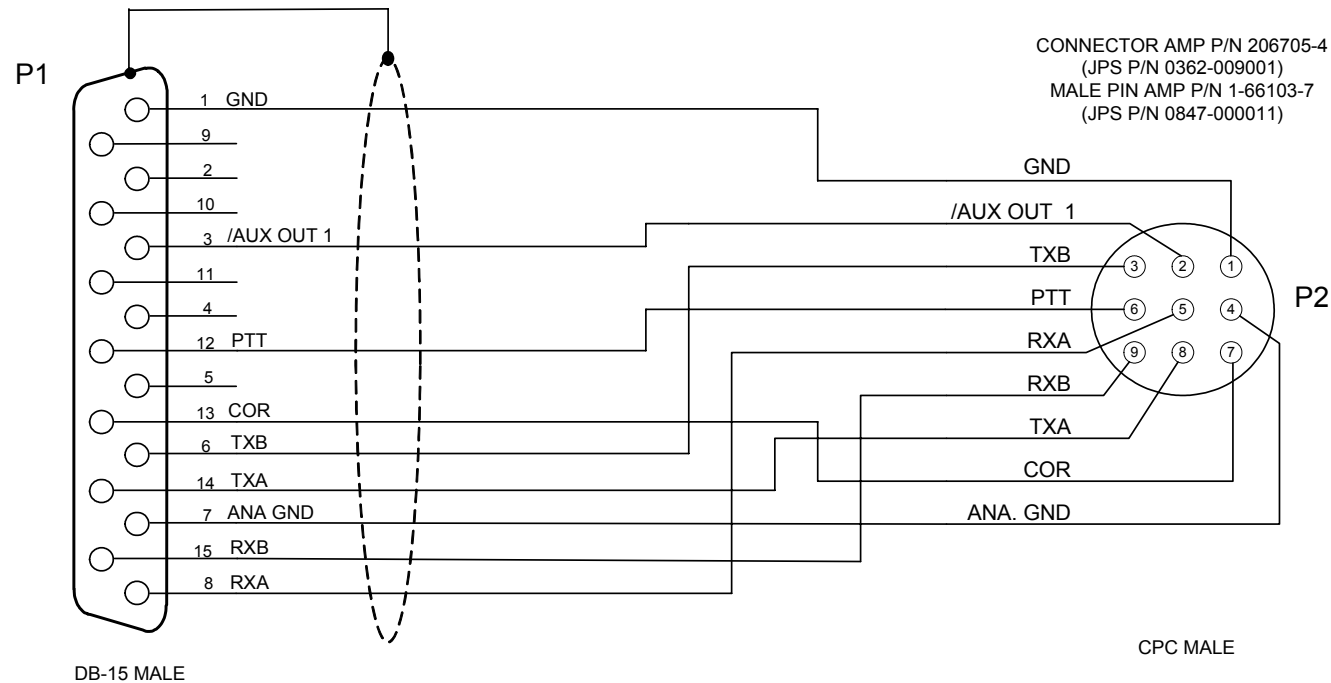 CONNECTOR AMP P/N 206705-4
(JPS P/N 0362-009001)
MALE PIN AMP P/N 1-66103-7
(JPS P/N 0847-000011)
P1
1 GND
9
2
10
3 /AUX OUT 1
11
4
12 PTT
5
13 COR
6 TXB
14 TXA
7 ANA GND
15 RXB
8 RXA
DB-15 MALE
GND
/AUX OUT 1
TXB
PTT
RXA
RXB
TXA
COR
ANA. GND
3 2 1
6 5 4
9 8 7
P2
CPC MALE